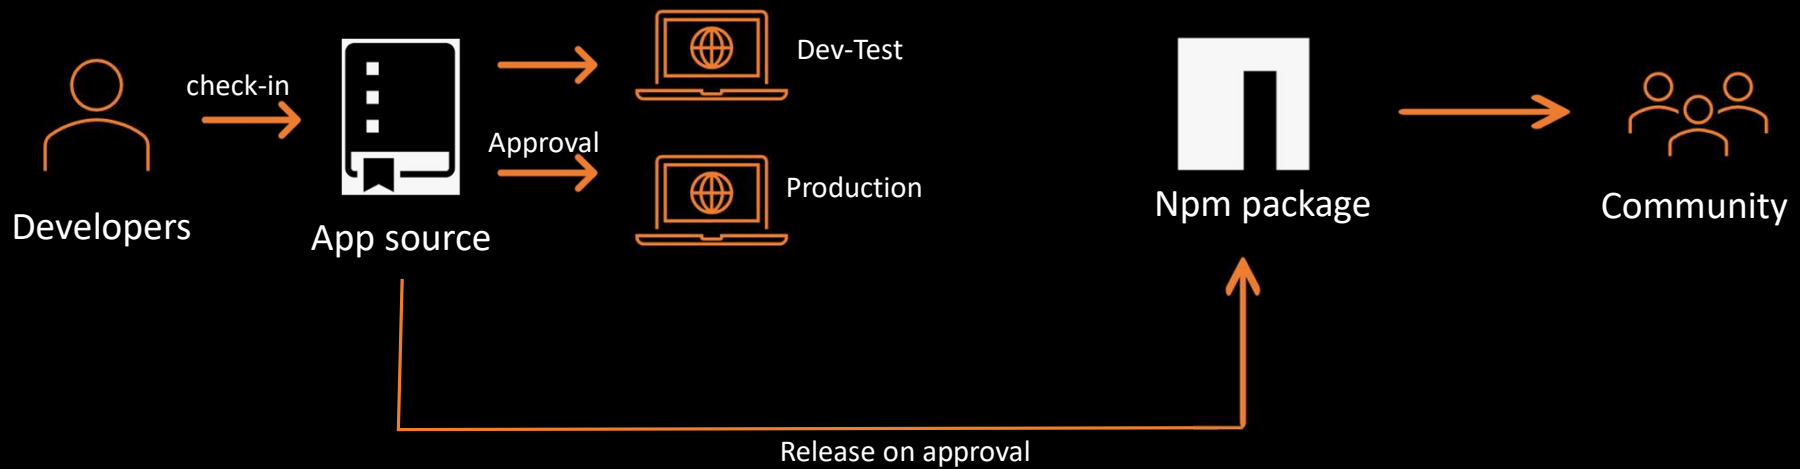 check-in
Developers
App source
Dev-Test
Approval
Production
Npm package
Community
Release on approval